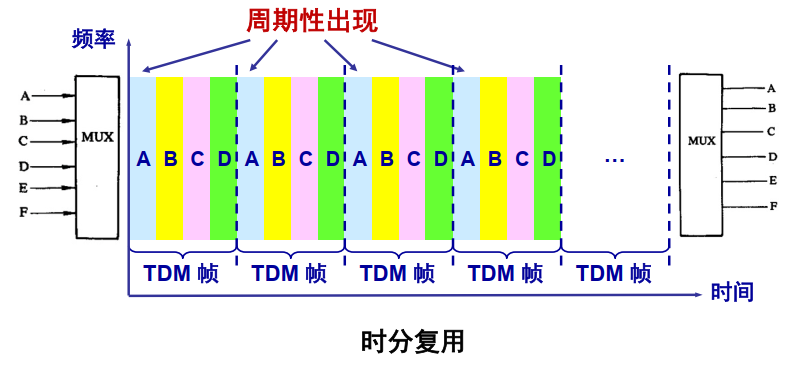 周期性出现
频率
A
B
C
D
E
F
MUX
A B C D A B C D A B C D A B C D …
MUX
A
B
C
D
E
F
TDM 帧 TDM 帧 TDM 帧 TDM 帧 TDM 帧
时间
时分复用